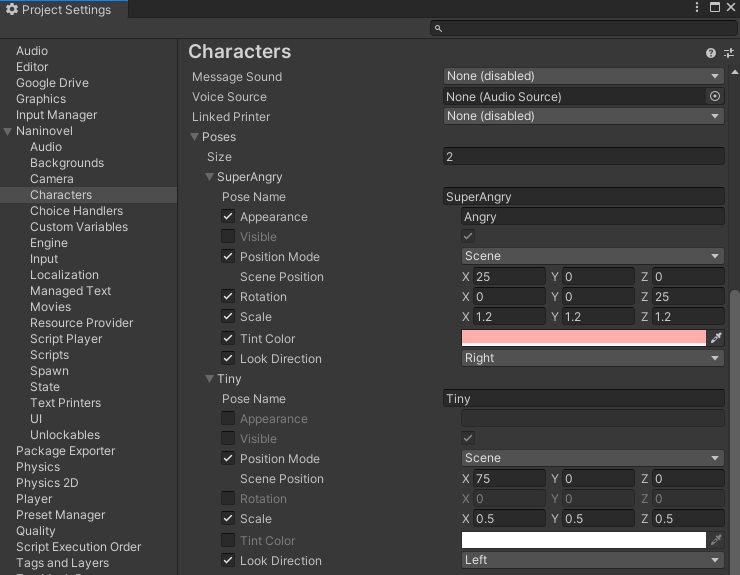 Project Settings
Audio
Editor
Google Drive
Graphics
Input Manager
Naninovel
Audio
Backgrounds
Camera
Characters
Choice Handlers
Custom Variables
Engine
Input
Localization
Managed Text
Movies
Resource Provider
Script Player
Scripts
Spawn
State
Text Printers
UI
Unlockables
Package Exporter
Physics
Physics 2D
Player
Preset Manager
Quality
Script Execution Order
Tags and Layers
Characters
Message Sound None (disabled)
Voice Source None (Audio Source)
Linked Printer None (disabled)
Poses
Size 2
SuperAngry
Pose Name SuperAngry
Appearance Angry
Visible
Position Mode Scene
Scene Position X 25 Y 0 Z 0
Rotation X 0 Y 0 Z 25
Scale X 1.2 Y 1.2 Z 1.2
Tint Color
Look Direction Right
Tiny
Pose Name Tiny
Appearance
Visible
Position Mode Scene
Scene Position X 75 Y 0 Z 0
Rotation X 0 Y 0 Z 0
Scale X 0.5 Y 0.5 Z 0.5
Tint Color
Look Direction Left